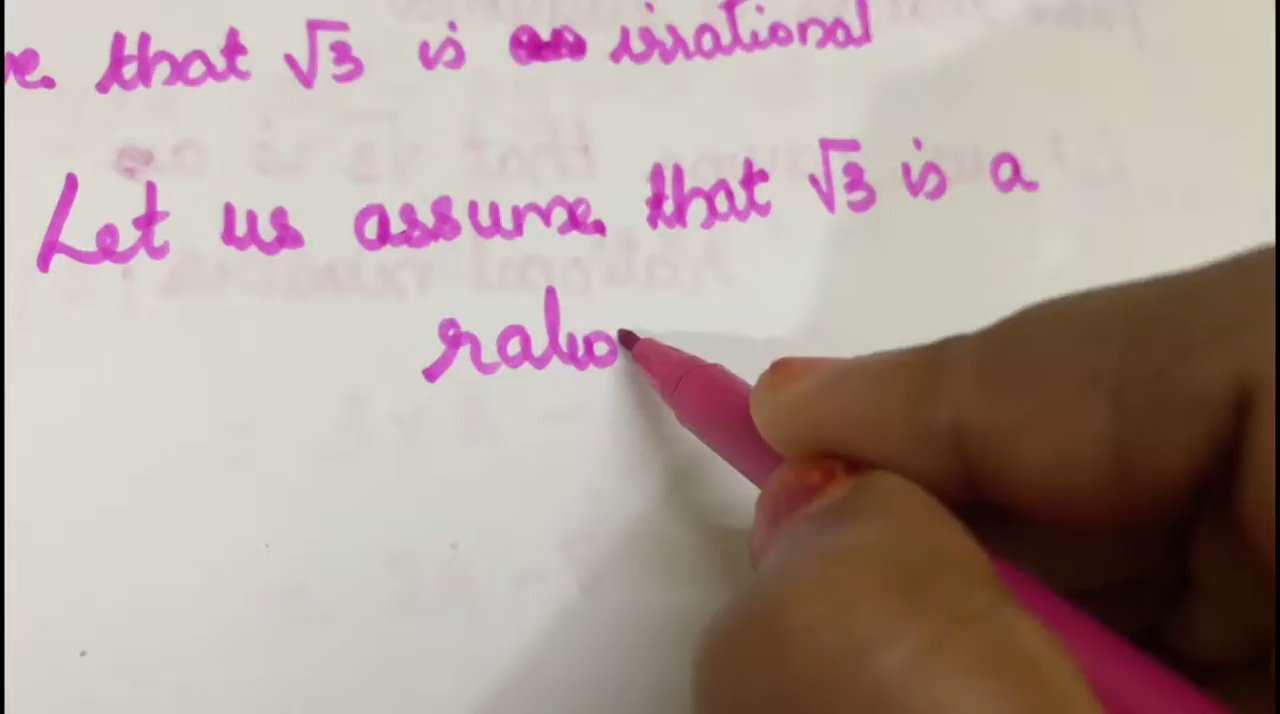 that √3 is irrational
Let us assume that √3 is a
ratio